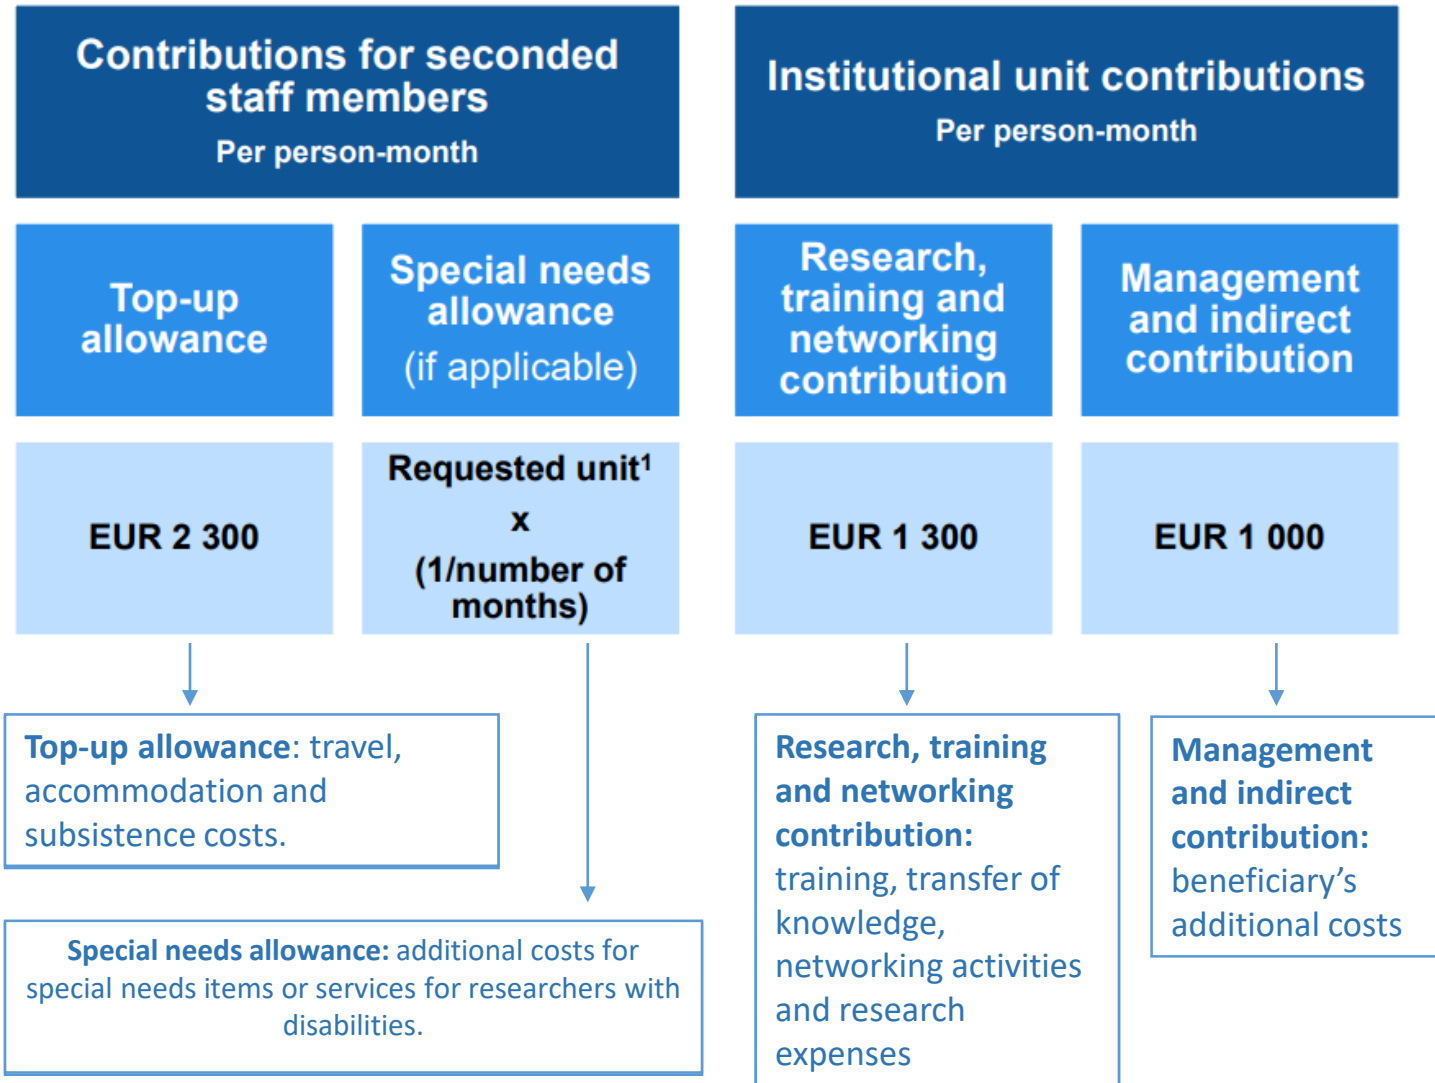 Contributions for seconded
staff members
Per person-month
Institutional unit contributions
Per person-month
Top-up
allowance
Special needs
allowance
(if applicable)
Research,
training and
networking
contribution
Management
and indirect
contribution
EUR 2 300
Requested unit¹
x
(1/number of
months)
EUR 1 300
EUR 1 000
Top-up allowance: travel,
accommodation and
subsistence costs.
Special needs allowance: additional costs for
special needs items or services for researchers with
disabilities.
Research, training
and networking
contribution:
training, transfer of
knowledge,
networking activities
and research
expenses
Management
and indirect
contribution:
beneficiary’s
additional costs